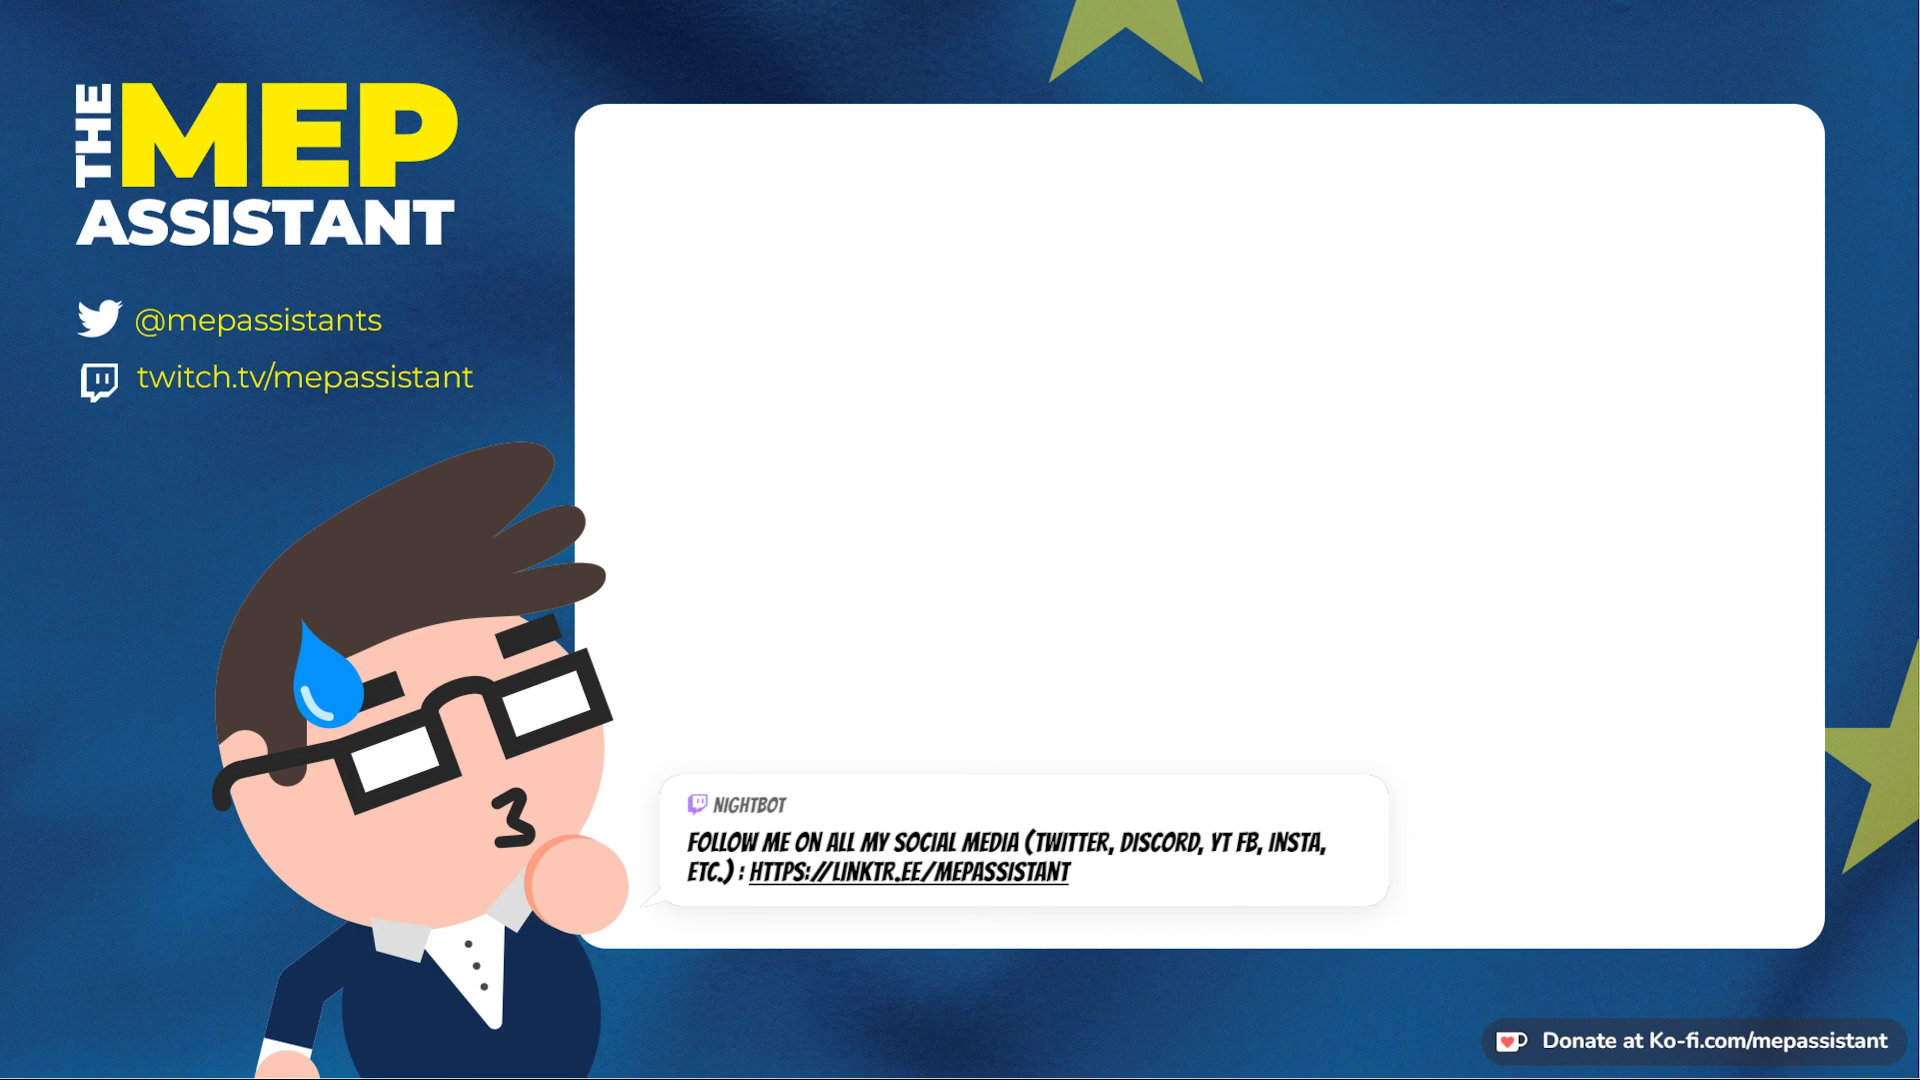 THE MEP
ASSISTANT
@mepassistants
twitch.tv/mepassistant
NIGHTBOT
FOLLOW ME ON ALL MY SOCIAL MEDIA (TWITTER, DISCORD, YT FB, INSTA,
ETC.) : HTTPS://LINKTR.EE/MEPASSISTANT
Donate at Ko-fi.com/mepassistant